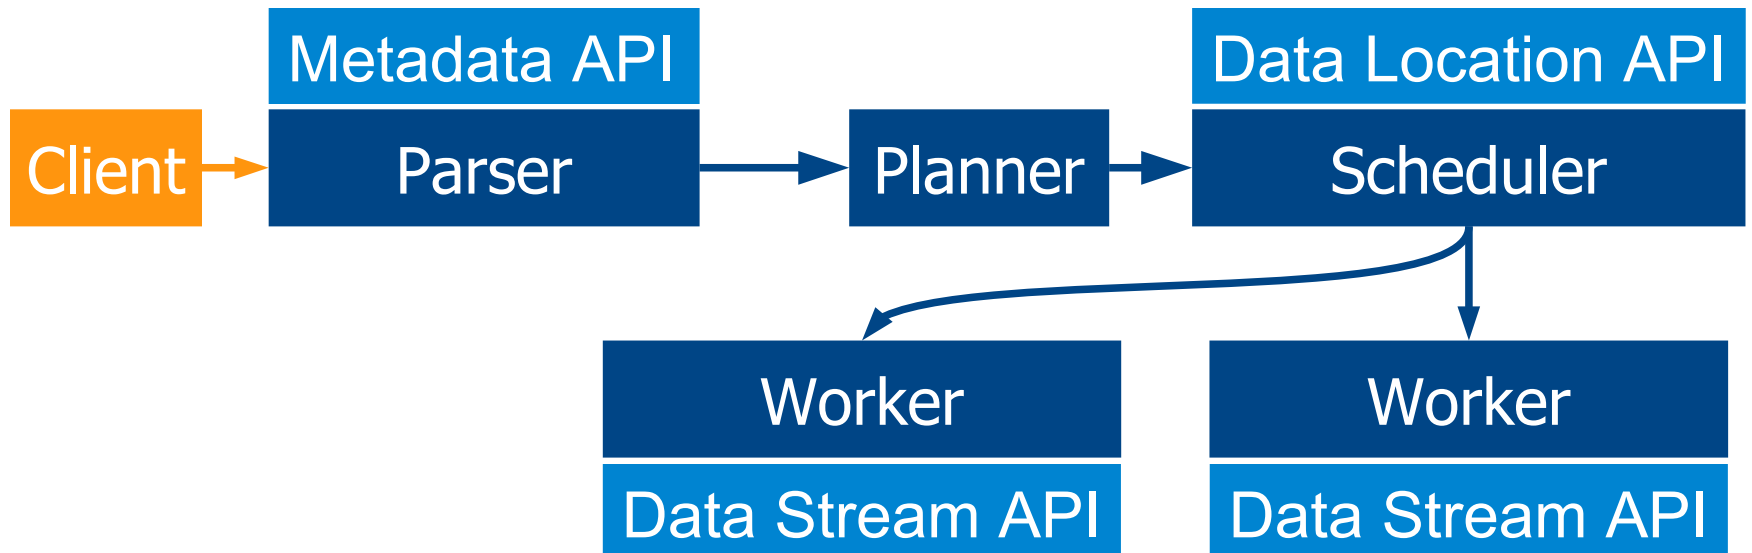 Metadata API
Data Location API
Client
Parser
Planner
Scheduler
Worker
Worker
Data Stream API
Data Stream API